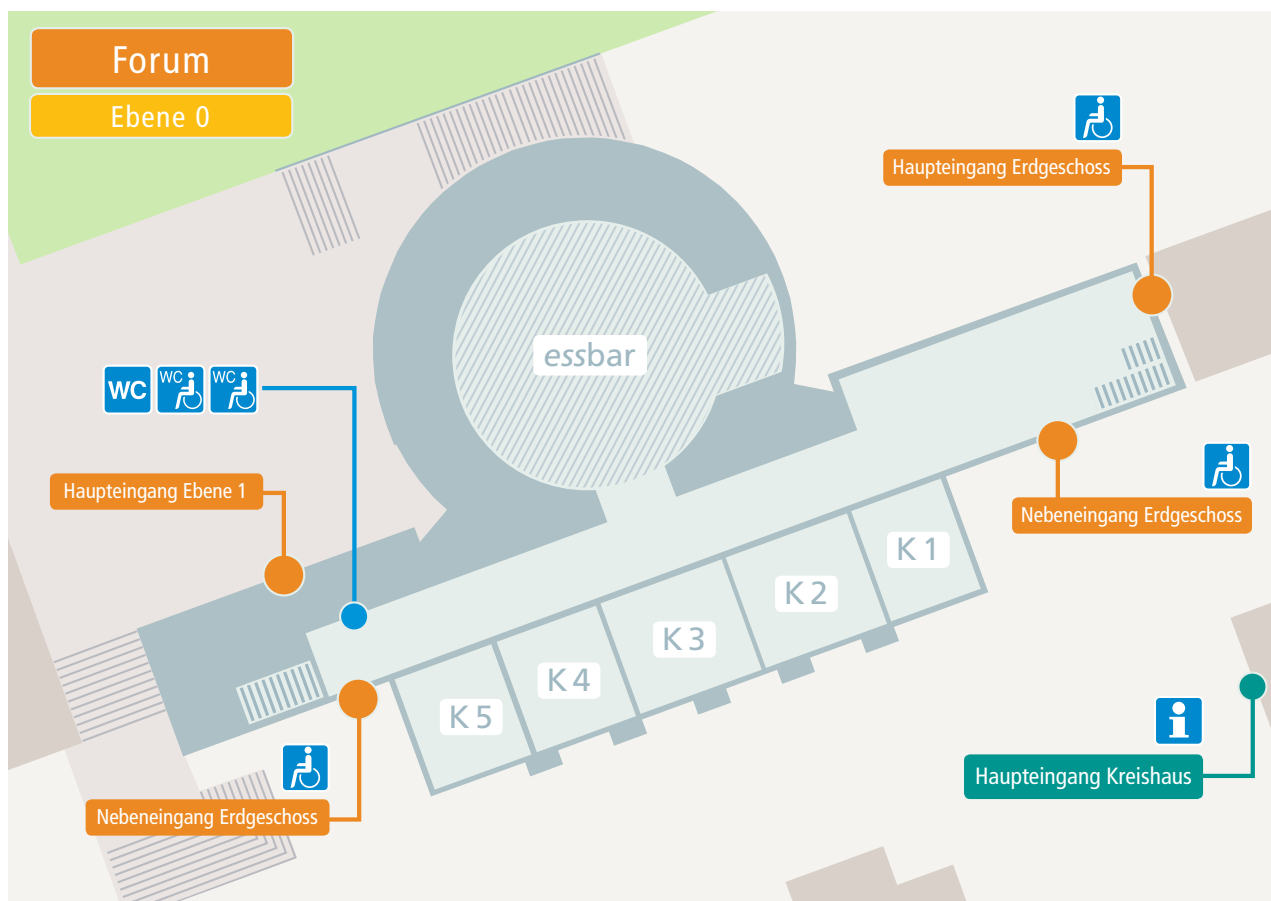 Forum
Ebene 0
Haupteingang Erdgeschoss
essbar
WC WC WC
Haupteingang Ebene 1
Nebeneingang Erdgeschoss
K 1
K 2
K 3
K 4
K 5
Haupteingang Kreishaus
Nebeneingang Erdgeschoss